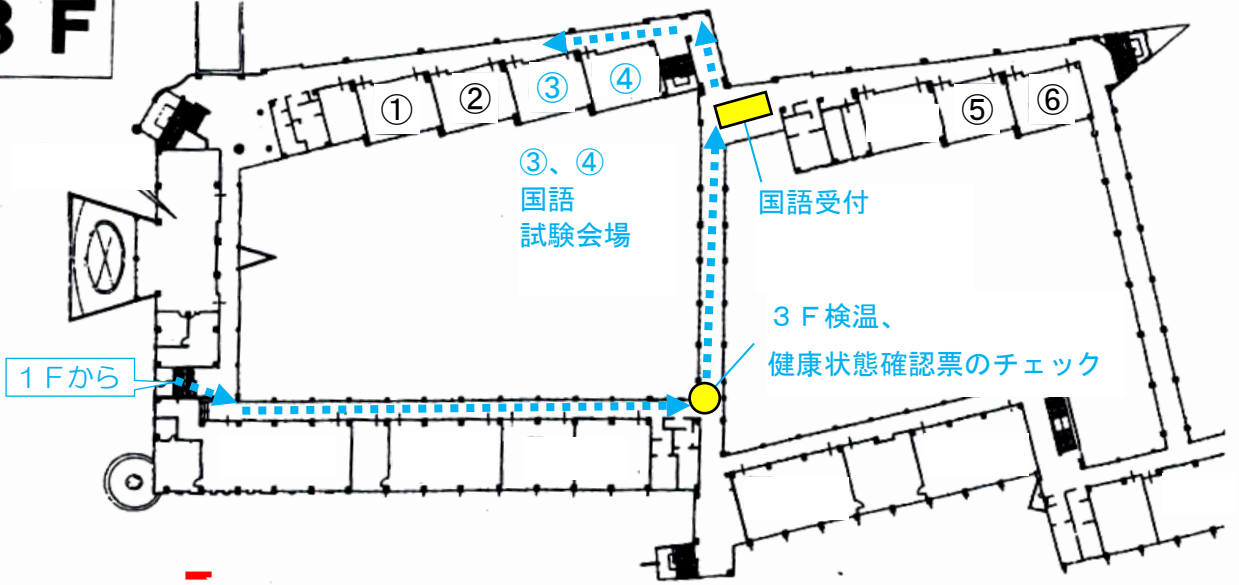 3 F
① ② ③ ④ ⑤ ⑥
③、④
国語
試験会場
国語受付
３Ｆ検温、
健康状態確認票のチェック
１Ｆから